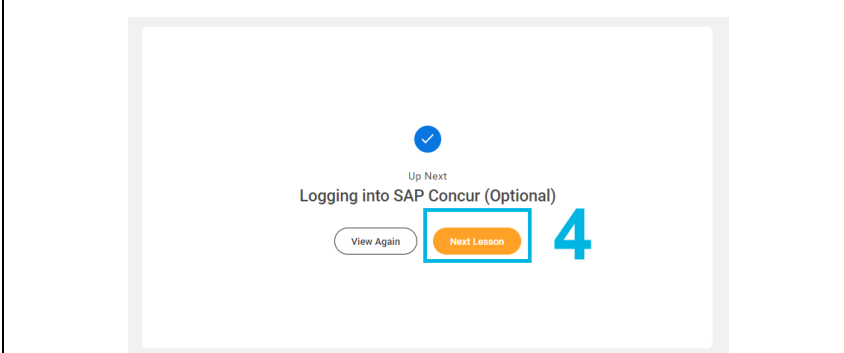 Up Next
Logging into SAP Concur (Optional)
View Again
Next Lesson
4